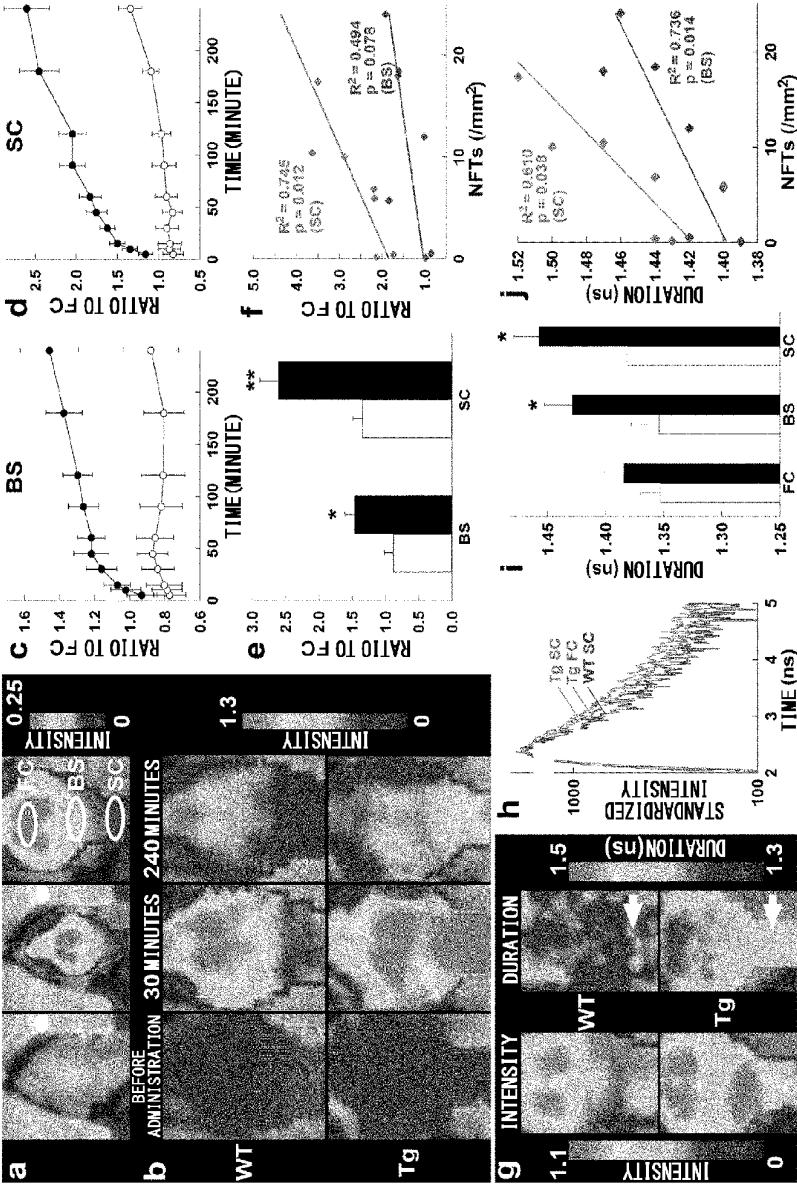 a
FC
BS
SC
0.25
INTENSITY
0
b
BEFORE
ADMINISTRATION
30 MINUTES
240 MINUTES
WT
Tg
1.3
INTENSITY
0
c
BS
RATIO TO FC
1.6
1.4
1.2
1.0
0.8
0.6
0
50
100
150
200
TIME (MINUTE)
d
SC
RATIO TO FC
2.5
2.0
1.5
1.0
0.5
0
50
100
150
200
TIME (MINUTE)
e
RATIO TO FC
3.0
2.5
2.0
1.5
1.0
0.5
0.0
*
**
BS
SC
f
RATIO TO FC
5.0
4.0
3.0
2.0
1.0
0.0
R² = 0.745
p = 0.012
(SC)
R² = 0.494
p = 0.078
(BS)
0
10
20
NFTs (/mm²)
g
INTENSITY
DURATION
WT
Tg
1.1
INTENSITY
0
1.5
DURATION (ns)
1.3
h
STANDARDIZED
INTENSITY
1000
100
Tg SC
Tg FC
WT SC
2
3
4
5
TIME (ns)
i
DURATION (ns)
1.45
1.40
1.35
1.30
1.25
*
*
FC
BS
SC
j
DURATION (ns)
1.52
1.50
1.48
1.46
1.44
1.42
1.40
1.38
R² = 0.610
p = 0.038
(SC)
R² = 0.736
p = 0.014
(BS)
0
10
20
NFTs (/mm²)